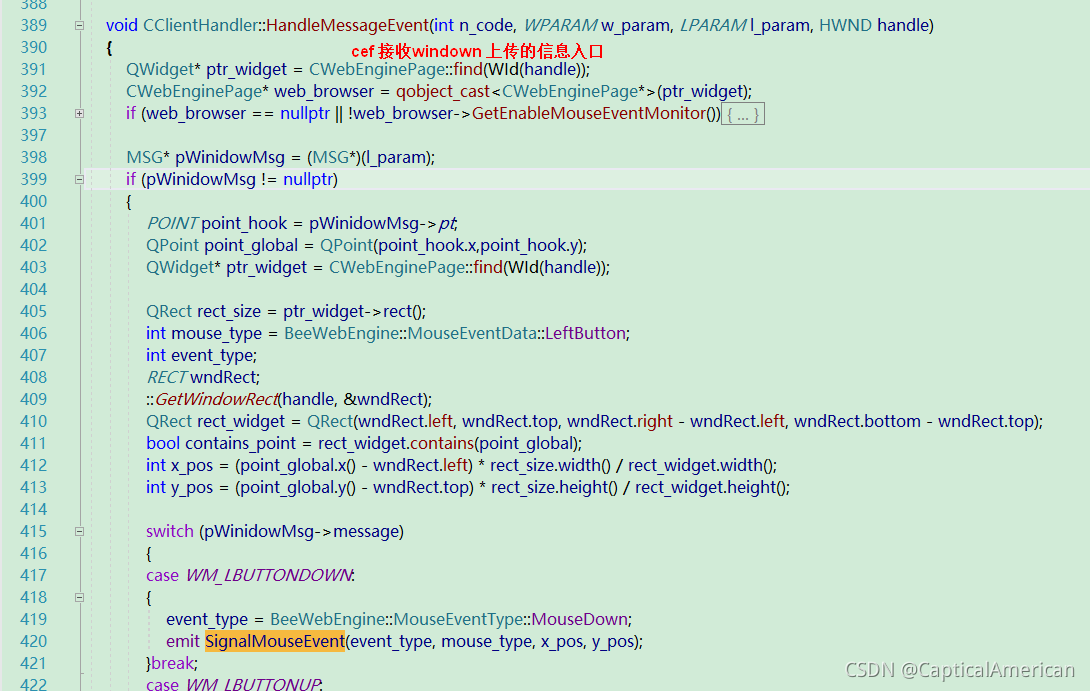 388
389 void CClientHandler::HandleMessageEvent(int n_code, WPARAM w_param, LPARAM l_param, HWND handle)
390 {
cef 接收windown 上传的信息入口
391 QWidget* ptr_widget = CWebEnginePage::find(WId(handle));
392 CWebEnginePage* web_browser = qobject_cast<CWebEnginePage*>(ptr_widget);
393 if (web_browser == nullptr || !web_browser->GetEnableMouseEventMonitor()){ ... }
397
398 MSG* pWinidowMsg = (MSG*)(l_param);
399 if (pWinidowMsg != nullptr)
400 {
401 POINT point_hook = pWinidowMsg->pt;
402 QPoint point_global = QPoint(point_hook.x,point_hook.y);
403 QWidget* ptr_widget = CWebEnginePage::find(WId(handle));
404
405 QRect rect_size = ptr_widget->rect();
406 int mouse_type = BeeWebEngine::MouseEventData::LeftButton;
407 int event_type;
408 RECT wndRect;
409 ::GetWindowRect(handle, &wndRect);
410 QRect rect_widget = QRect(wndRect.left, wndRect.top, wndRect.right - wndRect.left, wndRect.bottom - wndRect.top);
411 bool contains_point = rect_widget.contains(point_global);
412 int x_pos = (point_global.x() - wndRect.left) * rect_size.width() / rect_widget.width();
413 int y_pos = (point_global.y() - wndRect.top) * rect_size.height() / rect_widget.height();
414
415 switch (pWinidowMsg->message)
416 {
417 case WM_LBUTTONDOWN:
418 {
419 event_type = BeeWebEngine::MouseEventType::MouseDown;
420 emit SignalMouseEvent(event_type, mouse_type, x_pos, y_pos);
421 }break;
422 case WM_LBUTTONUP:
CSDN @CapticalAmerican